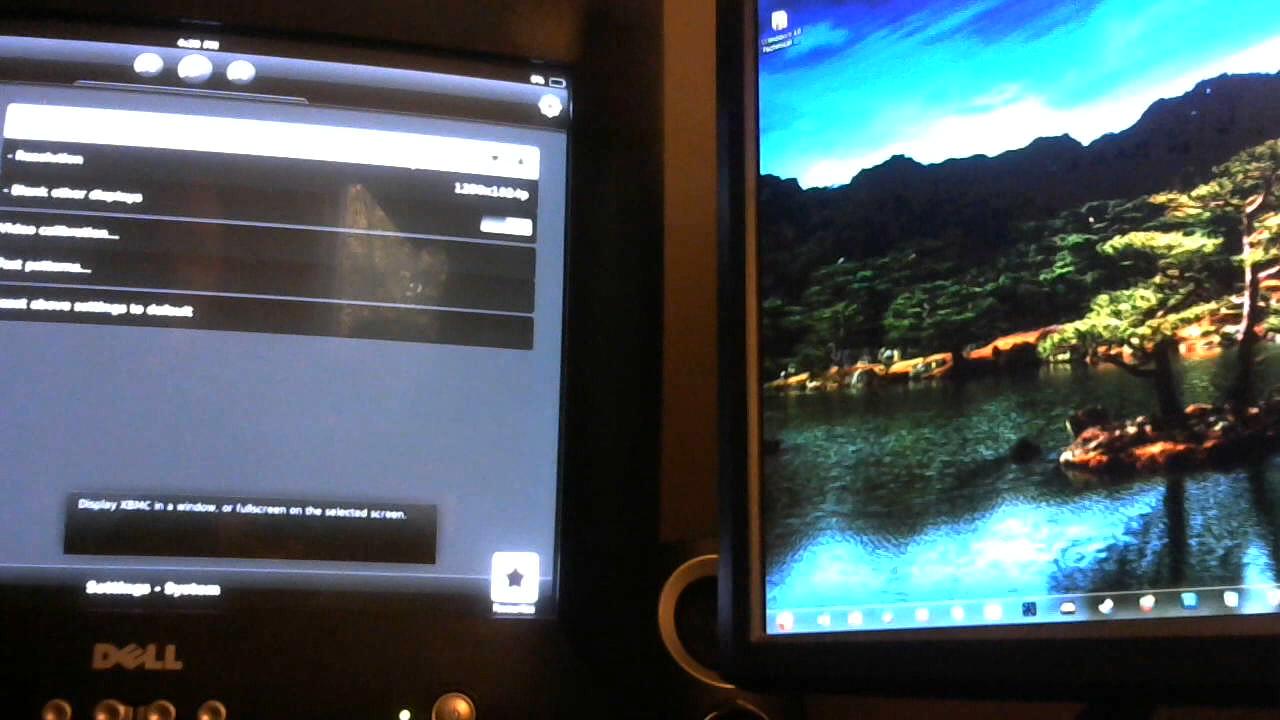 - Resolution
1280x1024p
- Blank other displays
Video calibration...
Test patterns...
Reset above settings to default
Display XBMC in a window, or fullscreen on the selected screen.
Settings - System
DELL